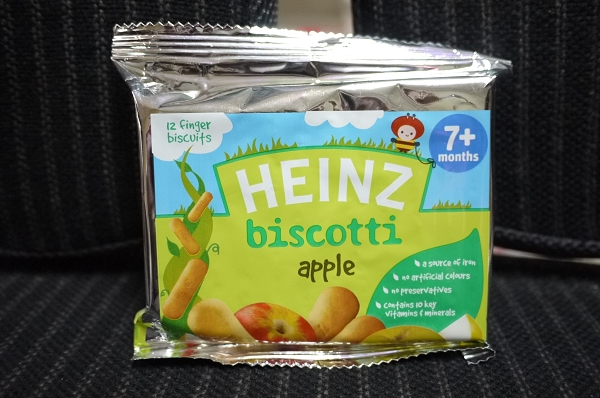 12 finger
biscuits
7+
months
HEINZ
biscotti
apple
a source of iron
no artificial colours
no preservatives
contains 10 key
vitamins & minerals